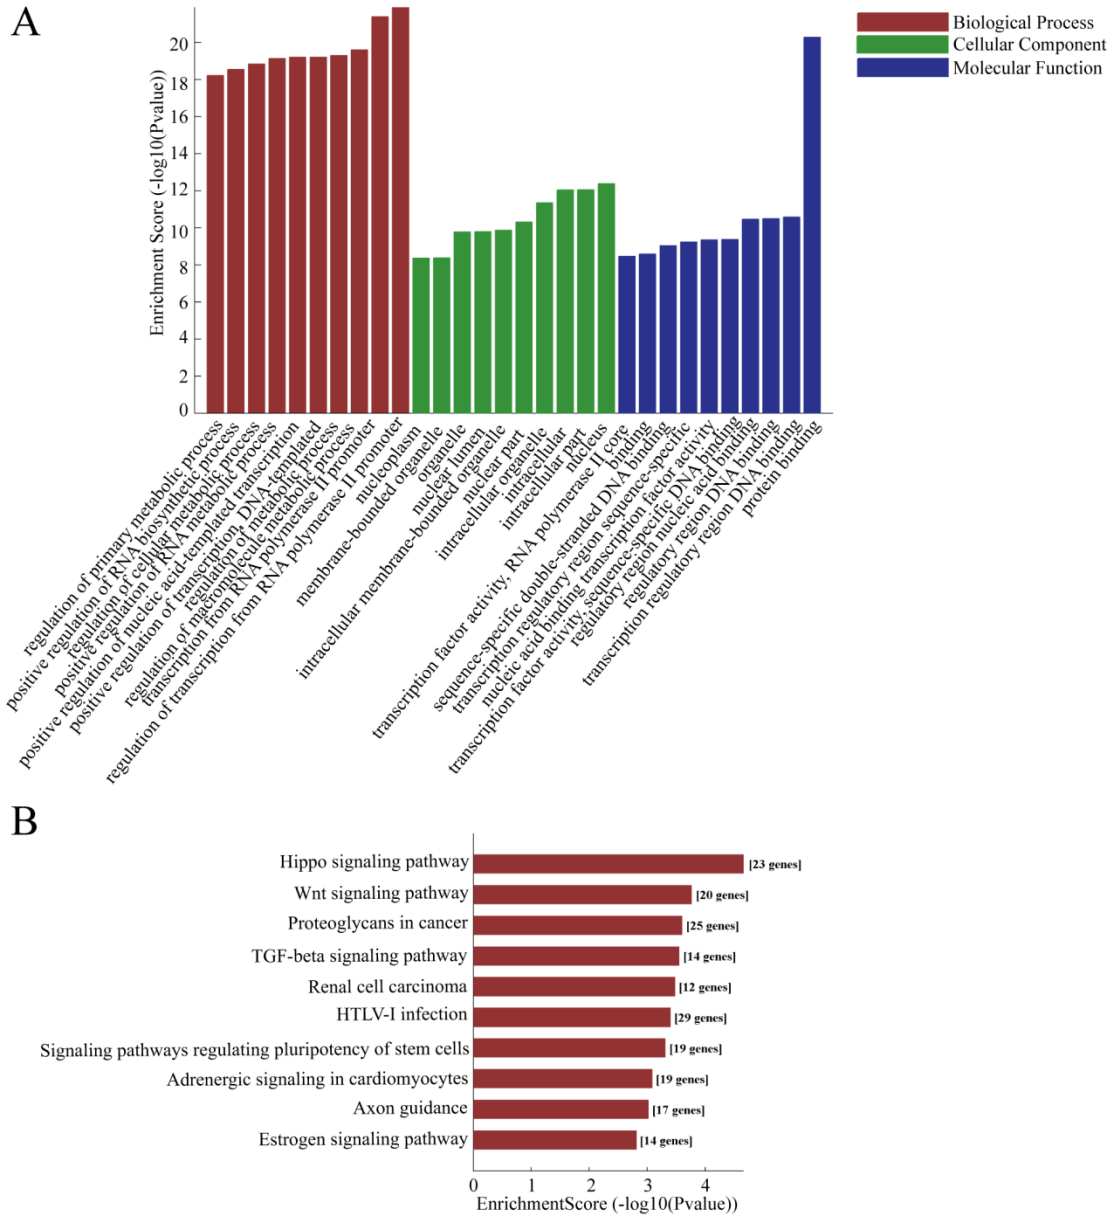 A
Biological Process
Cellular Component
Molecular Function
Enrichment Score (-log10(Pvalue))
20
18
16
14
12
10
8
6
4
2
0
regulation of primary metabolic process
positive regulation of RNA biosynthetic process
regulation of cellular metabolic process
positive regulation of RNA metabolic process
positive regulation of nucleic acid-templated transcription
positive regulation of transcription, DNA-templated
regulation of metabolic process
regulation of macromolecule metabolic process
transcription from RNA polymerase II promoter
regulation of transcription from RNA polymerase II promoter
nucleoplasm
membrane-bounded organelle
organelle
nuclear lumen
intracellular membrane-bounded organelle
nuclear part
intracellular organelle
intracellular
intracellular part
nucleus
transcription factor activity, RNA polymerase II core
binding
sequence-specific double-stranded DNA binding
transcription regulatory region sequence-specific
nucleic acid binding transcription factor activity
transcription factor activity, sequence-specific DNA binding
regulatory region nucleic acid binding
regulatory region DNA binding
transcription regulatory region DNA binding
protein binding
B
Hippo signaling pathway [23 genes]
Wnt signaling pathway [20 genes]
Proteoglycans in cancer [25 genes]
TGF-beta signaling pathway [14 genes]
Renal cell carcinoma [12 genes]
HTLV-I infection [29 genes]
Signaling pathways regulating pluripotency of stem cells [19 genes]
Adrenergic signaling in cardiomyocytes [19 genes]
Axon guidance [17 genes]
Estrogen signaling pathway [14 genes]
0 1 2 3 4
EnrichmentScore (-log10(Pvalue))